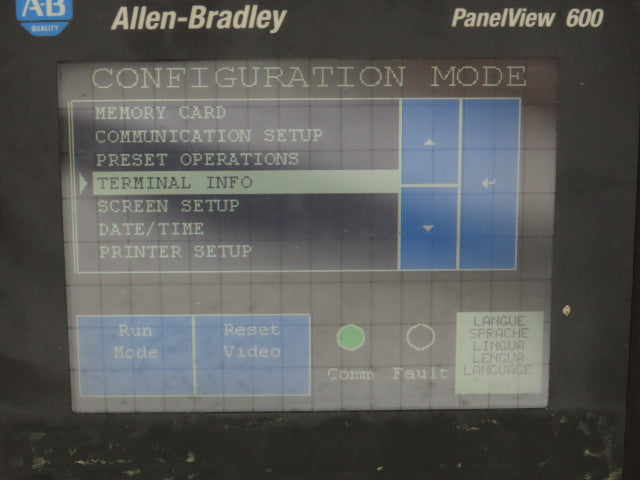 AB
QUALITY
Allen-Bradley
PanelView 600
CONFIGURATION MODE
MEMORY CARD
COMMUNICATION SETUP
PRESET OPERATIONS
TERMINAL INFO
SCREEN SETUP
DATE/TIME
PRINTER SETUP
Run
Mode
Reset
Video
Comm
Fault
LANGUE
SPRACHE
LINGUA
LENGUA
LANGUAGE